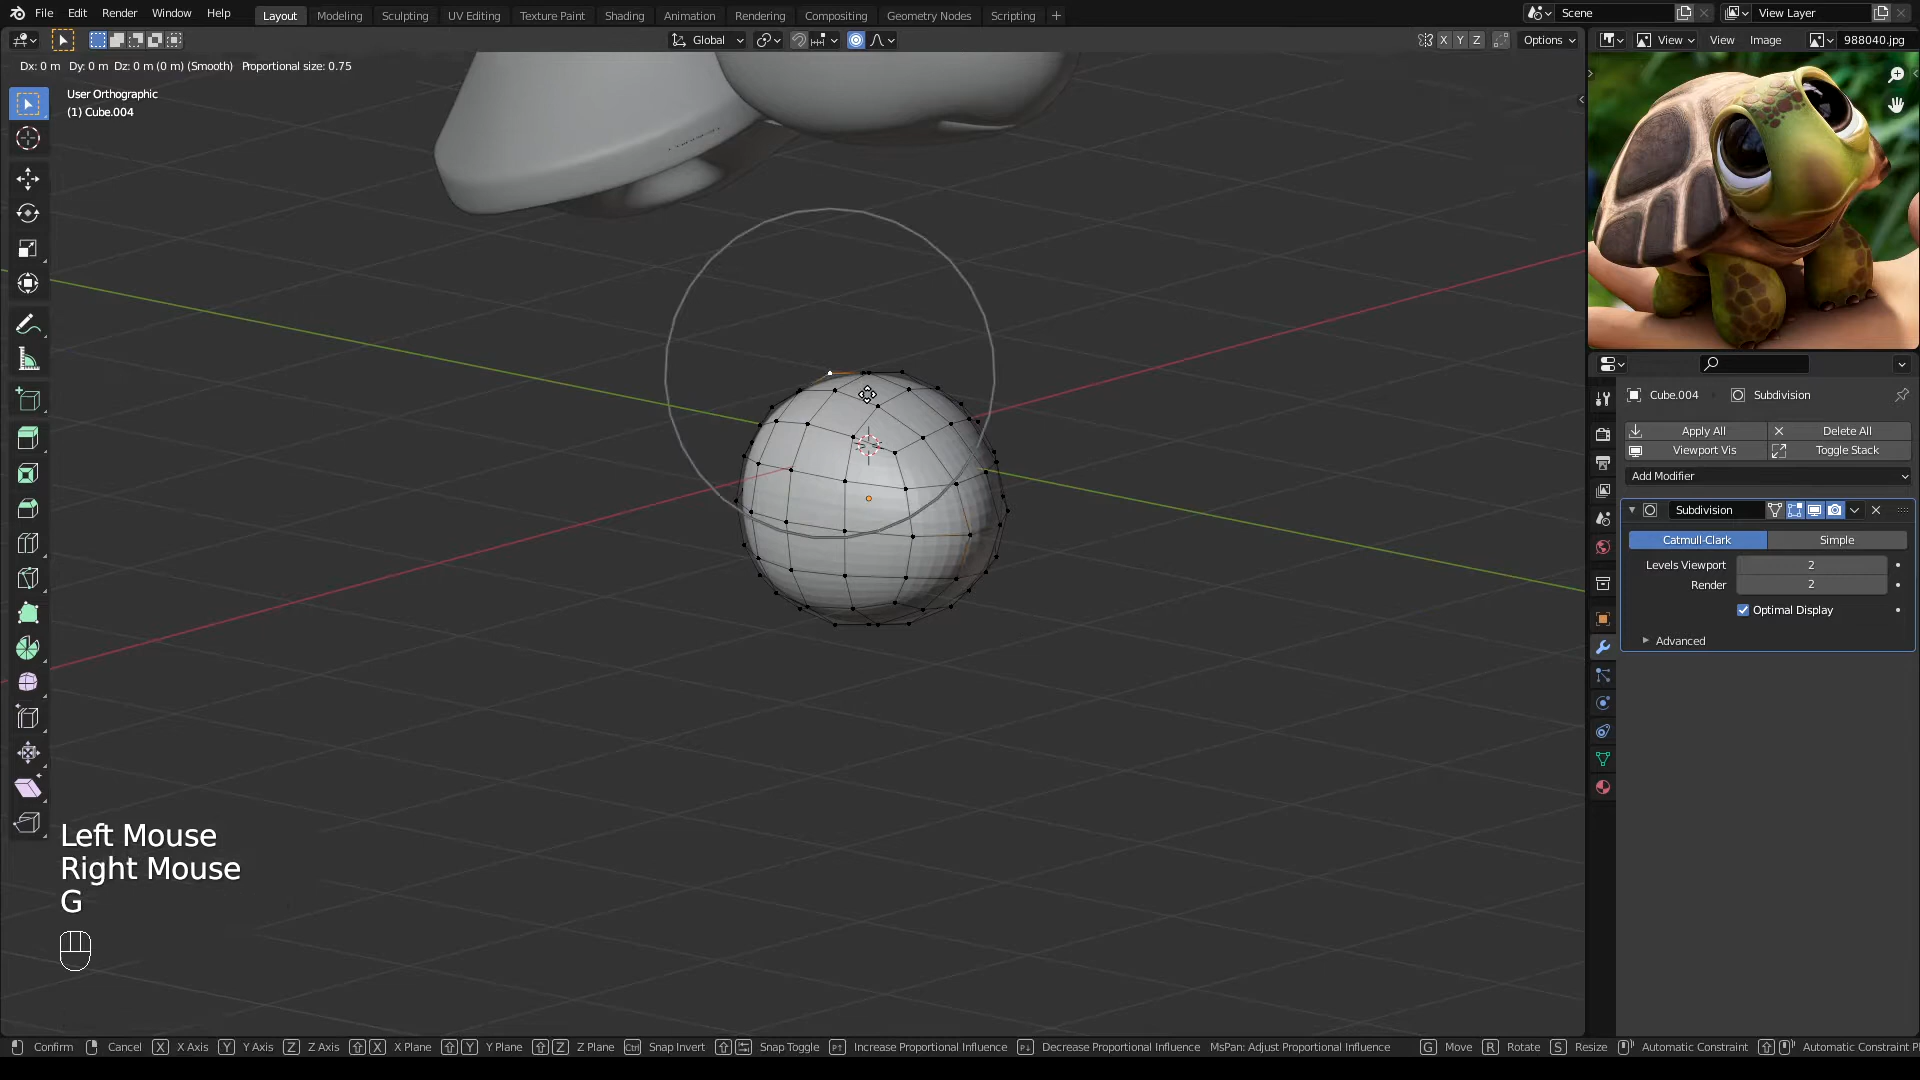 File Edit Render Window Help Layout Modeling Sculpting UV Editing Texture Paint Shading Animation Rendering Compositing Geometry Nodes Scripting + Scene View Layer
Global X Y Z Options View View Image 988040.jpg
Dx: 0 m Dy: 0 m Dz: 0 m (0 m) (Smooth) Proportional size: 0.75
User Orthographic
(1) Cube.004
Cube.004 Subdivision
Apply All Delete All
Viewport Vis Toggle Stack
Add Modifier
Subdivision
Catmull-Clark Simple
Levels Viewport 2
Render 2
Optimal Display
Advanced
Left Mouse
Right Mouse
G
Confirm Cancel X X Axis Y Y Axis Z Z Axis X X Plane Y Y Plane Z Z Plane Ctrl Snap Invert Snap Toggle Increase Proportional Influence Decrease Proportional Influence MsPan: Adjust Proportional Influence G Move R Rotate S Resize Automatic Constraint Automatic Constraint Pl